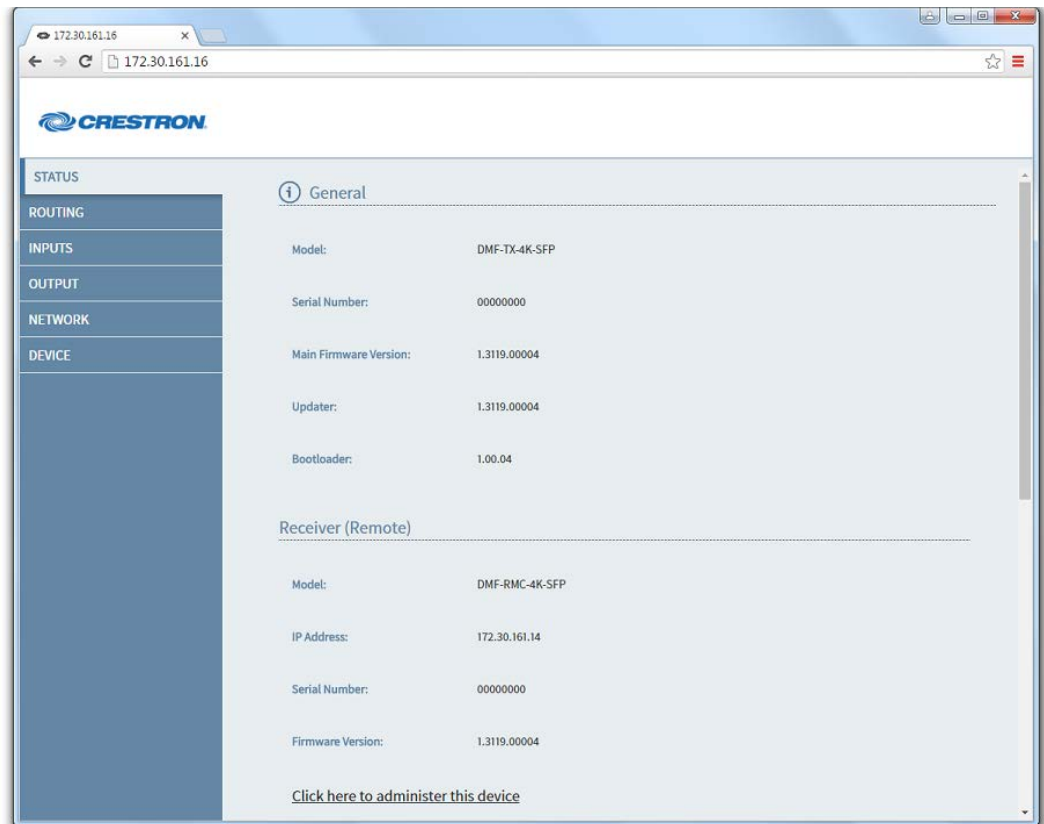 172.30.161.16
172.30.161.16
CRESTRON
STATUS
ROUTING
INPUTS
OUTPUT
NETWORK
DEVICE
General
Model: DMF-TX-4K-SFP
Serial Number: 00000000
Main Firmware Version: 1.3119.00004
Updater: 1.3119.00004
Bootloader: 1.00.04
Receiver (Remote)
Model: DMF-RMC-4K-SFP
IP Address: 172.30.161.14
Serial Number: 00000000
Firmware Version: 1.3119.00004
Click here to administer this device